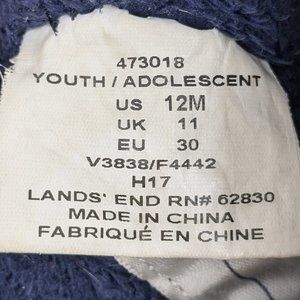 473018
YOUTH / ADOLESCENT
US 12M
UK 11
EU 30
V3838/F4442
H17
LANDS' END RN# 62830
MADE IN CHINA
FABRIQUÉ EN CHINE